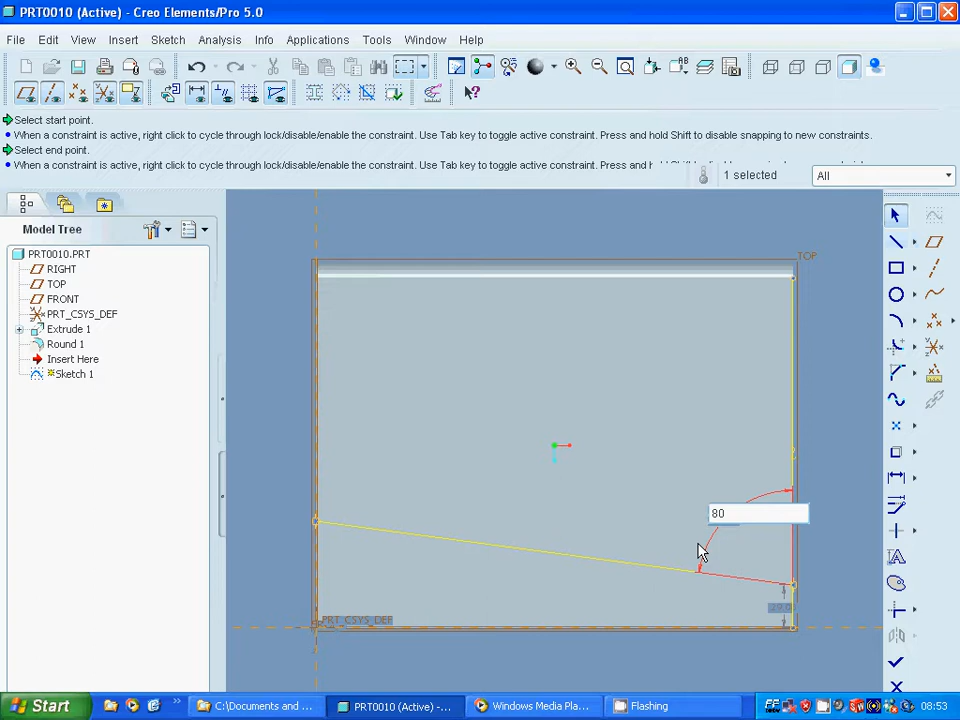 PRT0010 (Active) - Creo Elements/Pro 5.0
File Edit View Insert Sketch Analysis Info Applications Tools Window Help
Select start point.
When a constraint is active, right click to cycle through lock/disable/enable the constraint. Use Tab key to toggle active constraint. Press and hold Shift to disable snapping to new constraints.
Select end point.
When a constraint is active, right click to cycle through lock/disable/enable the constraint. Use Tab key to toggle active constraint. Press and h
1 selected
All
Model Tree
PRT0010.PRT
RIGHT
TOP
FRONT
PRT_CSYS_DEF
Extrude 1
Round 1
Insert Here
Sketch 1
TOP
80
PRT_CSYS_DEF
Start
C:\Documents and ...
PRT0010 (Active) -...
Windows Media Pla...
Flashing
08:53